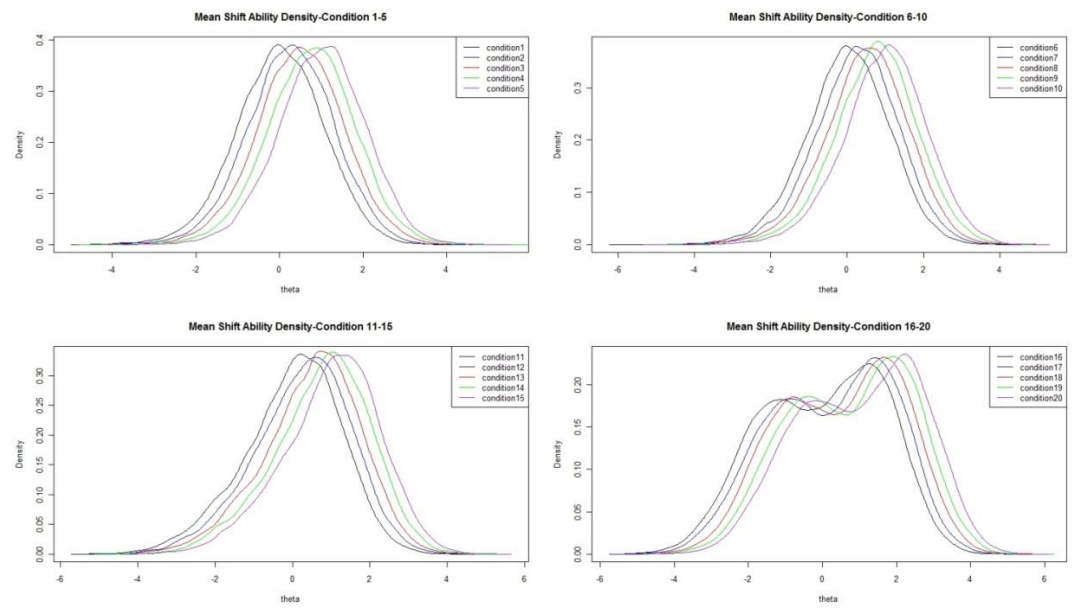 Mean Shift Ability Density-Condition 1-5
Density
0.0
0.1
0.2
0.3
0.4
condition1
condition2
condition3
condition4
condition5
-4 -2 0 2 4
theta
Mean Shift Ability Density-Condition 6-10
Density
0.0
0.1
0.2
0.3
condition6
condition7
condition8
condition9
condition10
-6 -4 -2 0 2 4
theta
Mean Shift Ability Density-Condition 11-15
Density
0.00
0.05
0.10
0.15
0.20
0.25
0.30
condition11
condition12
condition13
condition14
condition15
-6 -4 -2 0 2 4 6
theta
Mean Shift Ability Density-Condition 16-20
Density
0.00
0.05
0.10
0.15
0.20
condition16
condition17
condition18
condition19
condition20
-6 -4 -2 0 2 4 6
theta